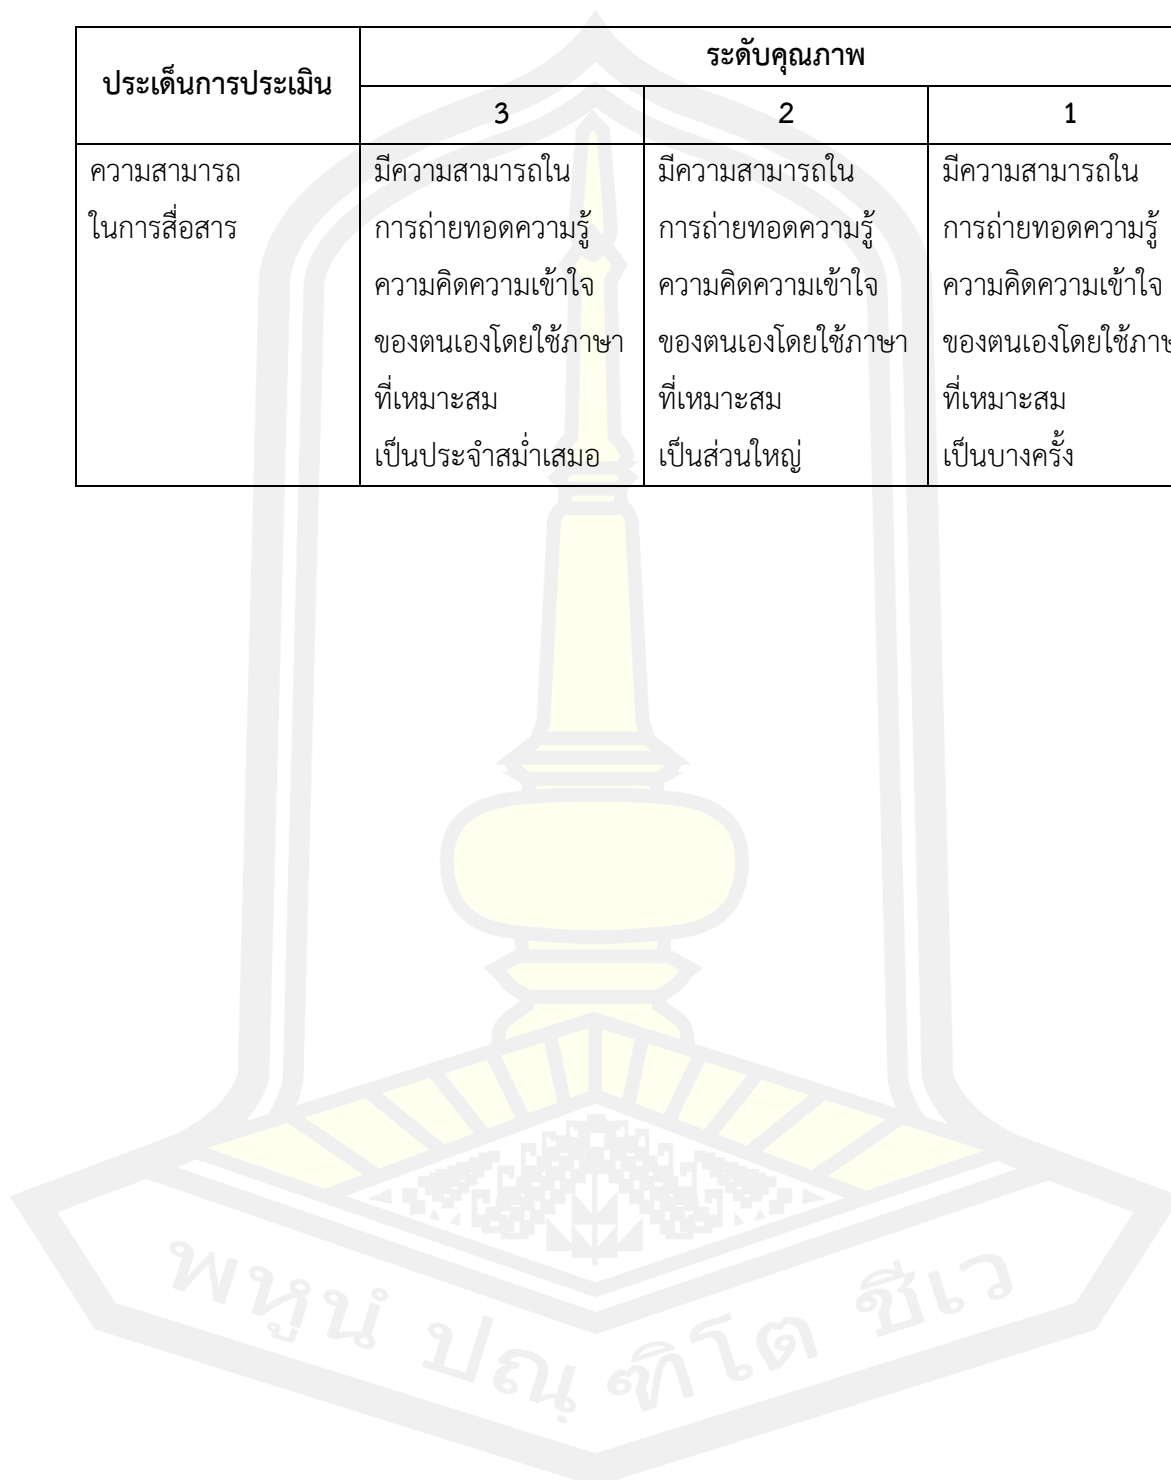 ประเด็นการประเมิน
ระดับคุณภาพ
3 2 1
ความสามารถ
ในการสื่อสาร
มีความสามารถใน
การถ่ายทอดความรู้
ความคิดความเข้าใจ
ของตนเองโดยใช้ภาษา
ที่เหมาะสม
เป็นประจำสม่ำเสมอ
มีความสามารถใน
การถ่ายทอดความรู้
ความคิดความเข้าใจ
ของตนเองโดยใช้ภาษา
ที่เหมาะสม
เป็นส่วนใหญ่
มีความสามารถใน
การถ่ายทอดความรู้
ความคิดความเข้าใจ
ของตนเองโดยใช้
ที่เหมาะสม
เป็นบางครั้ง
พหูนํ ปณฺฑิโต ชีเว